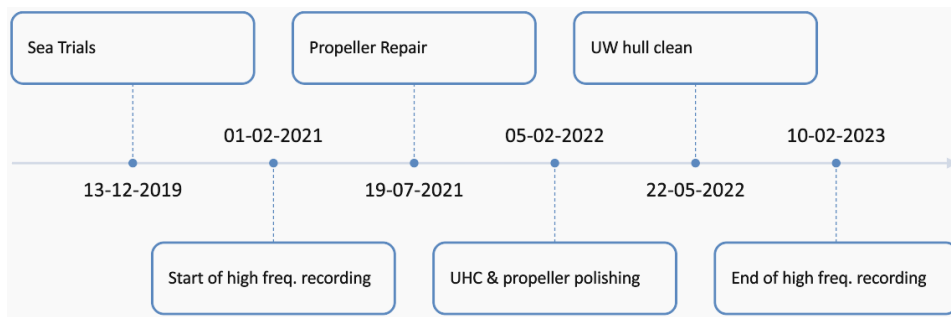 Sea Trials
Propeller Repair
UW hull clean
01-02-2021
05-02-2022
10-02-2023
13-12-2019
19-07-2021
22-05-2022
Start of high freq. recording
UHC & propeller polishing
End of high freq. recording